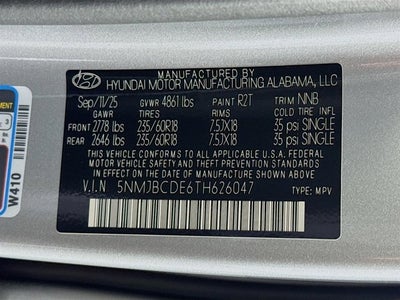 MANUFACTURED BY
HYUNDAI MOTOR MANUFACTURING ALABAMA, LLC
Sep/11/25 GVWR 4861 lbs PAINT R2T TRIM NNB
GAWR TIRES RIMS COLD TIRE INFL
FRONT 2778 lbs 235/60R18 7.5JX18 35 psi SINGLE
REAR 2646 lbs 235/60R18 7.5JX18 35 psi SINGLE
THIS VEHICLE CONFORMS TO ALL APPLICABLE U.S. FEDERAL
MOTOR VEHICLE SAFETY, BUMPER, AND THEFT PREVENTION STANDARDS
IN EFFECT ON THE DATE OF MANUFACTURE SHOWN ABOVE.
V.I.N 5NMJBCDE6TH626047 TYPE: MPV
W410